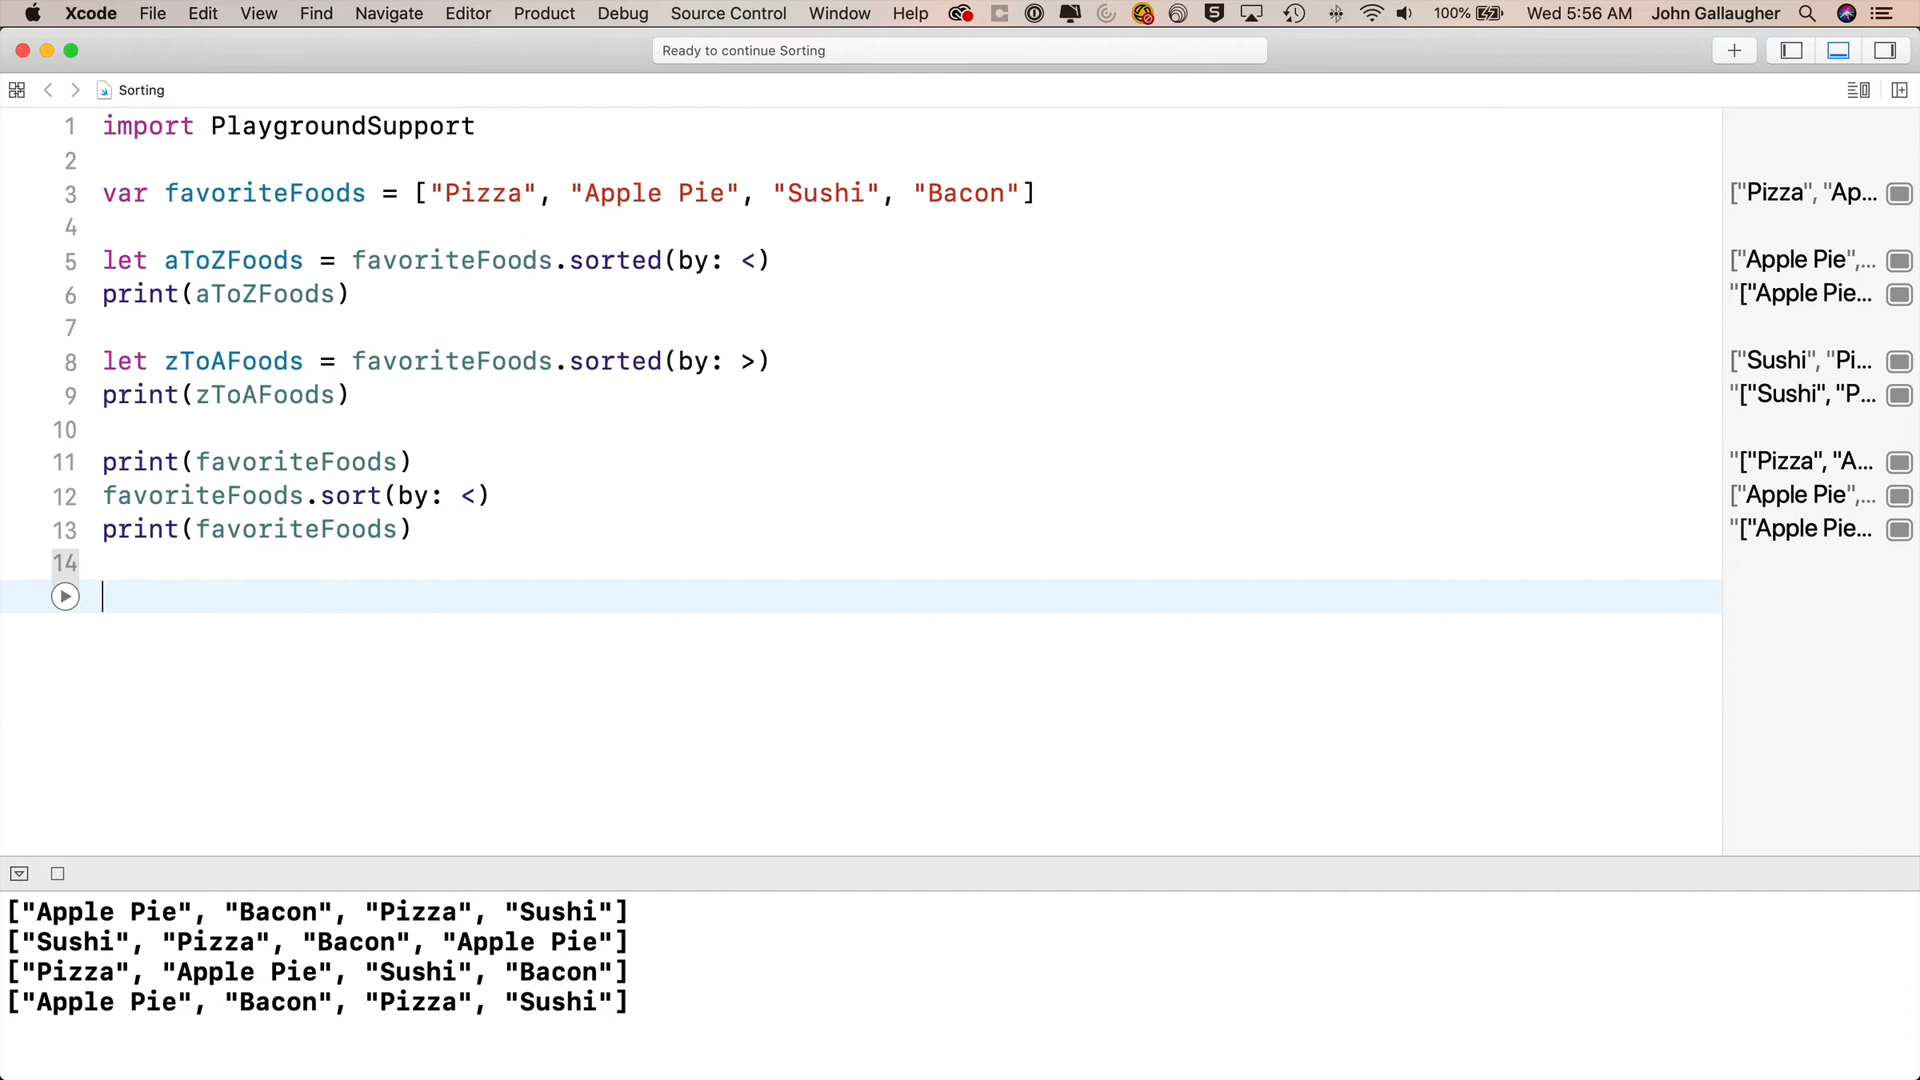 Xcode File Edit View Find Navigate Editor Product Debug Source Control Window Help 100% Wed 5:56 AM John Gallaugher
Ready to continue Sorting
Sorting
1 import PlaygroundSupport
2
3 var favoriteFoods = ["Pizza", "Apple Pie", "Sushi", "Bacon"] ["Pizza", "Ap...
4
5 let aToZFoods = favoriteFoods.sorted(by: <) ["Apple Pie",...
6 print(aToZFoods) "["Apple Pie...
7
8 let zToAFoods = favoriteFoods.sorted(by: >) ["Sushi", "Pi...
9 print(zToAFoods) "["Sushi", "P...
10
11 print(favoriteFoods) "["Pizza", "A...
12 favoriteFoods.sort(by: <) ["Apple Pie",...
13 print(favoriteFoods) "["Apple Pie...
14
["Apple Pie", "Bacon", "Pizza", "Sushi"]
["Sushi", "Pizza", "Bacon", "Apple Pie"]
["Pizza", "Apple Pie", "Sushi", "Bacon"]
["Apple Pie", "Bacon", "Pizza", "Sushi"]